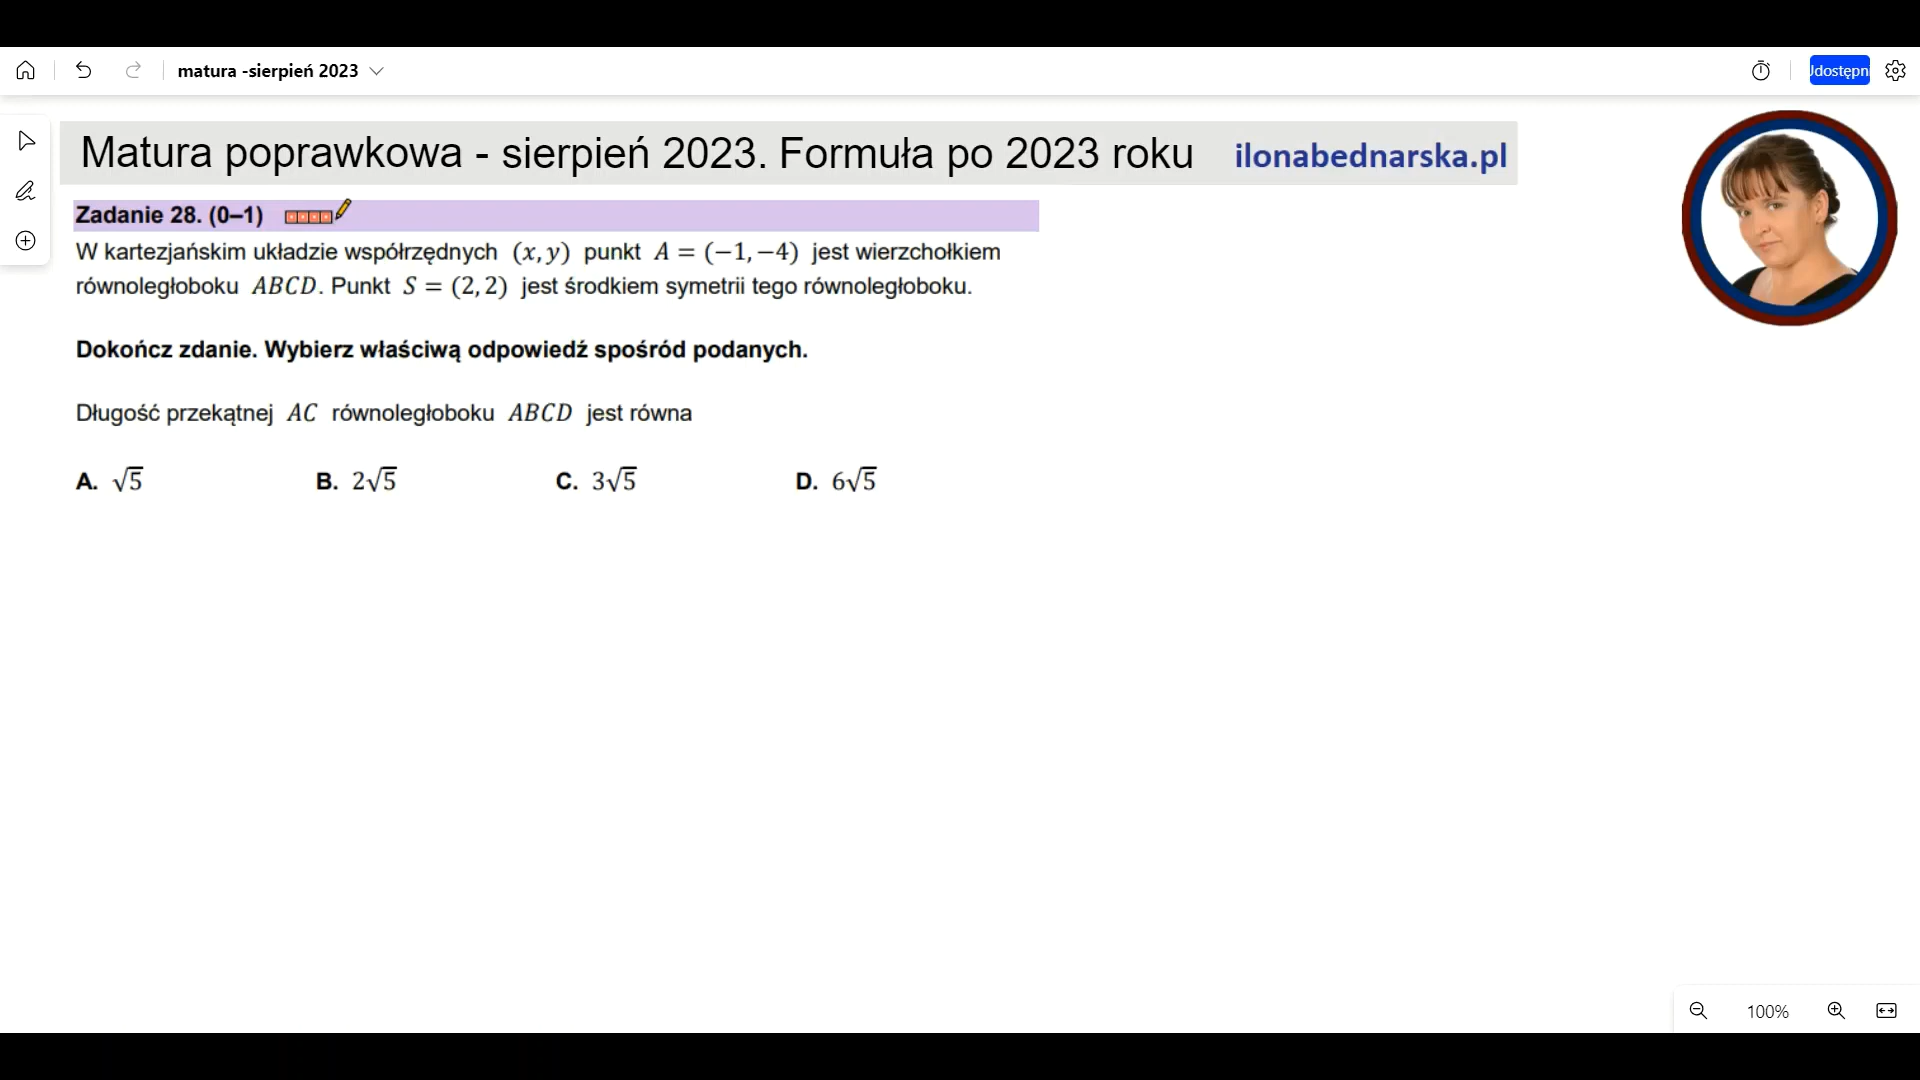 matura -sierpień 2023
Udostępni
Matura poprawkowa - sierpień 2023. Formuła po 2023 roku ilonabednarska.pl
Zadanie 28. (0–1)
W kartezjańskim układzie współrzędnych (x, y) punkt A = (−1, −4) jest wierzchołkiem
równoległoboku ABCD. Punkt S = (2, 2) jest środkiem symetrii tego równoległoboku.
Dokończ zdanie. Wybierz właściwą odpowiedź spośród podanych.
Długość przekątnej AC równoległoboku ABCD jest równa
A. √5 B. 2√5 C. 3√5 D. 6√5
100%